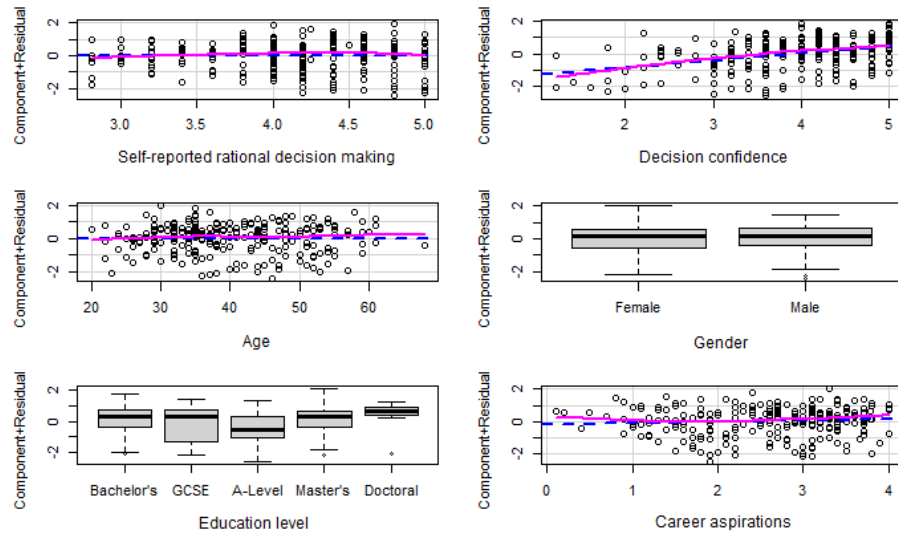 Component+Residual
2
0
-2
3.0 3.5 4.0 4.5 5.0
Self-reported rational decision making
Component+Residual
2
0
-2
2 3 4 5
Decision confidence
Component+Residual
2
0
-2
20 30 40 50 60
Age
Component+Residual
2
0
-2
Female Male
Gender
Component+Residual
2
0
-2
Bachelor's GCSE A-Level Master's Doctoral
Education level
Component+Residual
2
0
-2
0 1 2 3 4
Career aspirations